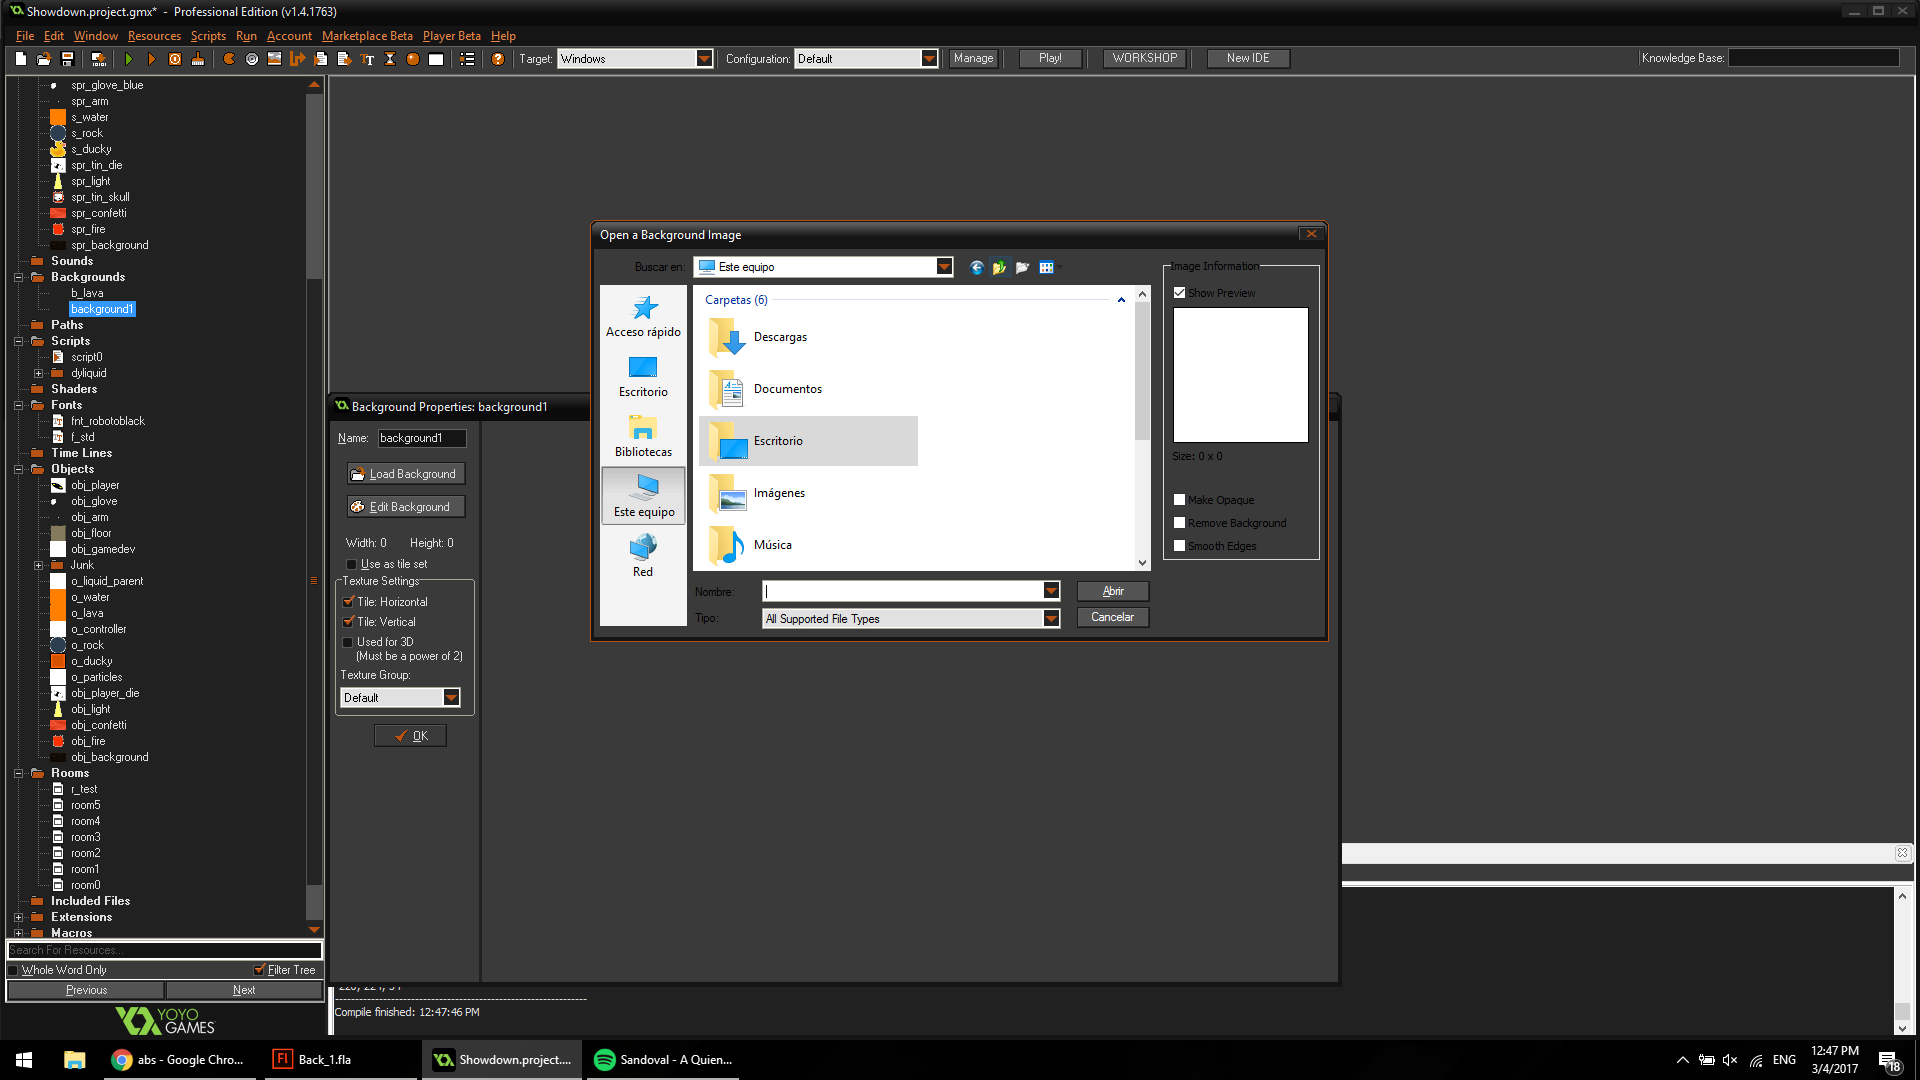 Showdown.project.gmx* - Professional Edition (v1.4.1763)
File Edit Window Resources Scripts Run Account Marketplace Beta Player Beta Help
Target: Windows Configuration: Default Manage Play! WORKSHOP New IDE Knowledge Base:
spr_glove_blue
spr_arm
s_water
s_rock
s_ducky
spr_tin_die
spr_light
spr_tin_skull
spr_confetti
spr_fire
spr_background
Sounds
Backgrounds
b_lava
background1
Paths
Scripts
script0
dyliquid
Shaders
Fonts
fnt_robotoblack
f_std
Time Lines
Objects
obj_player
obj_glove
obj_arm
obj_floor
obj_gamedev
Junk
o_liquid_parent
o_water
o_lava
o_controller
o_rock
o_ducky
o_particles
obj_player_die
obj_light
obj_confetti
obj_fire
obj_background
Rooms
r_test
room5
room4
room3
room2
room1
room0
Included Files
Extensions
Macros
Search For Resources...
Whole Word Only Filter Tree
Previous Next
YOYO
GAMES
Background Properties: background1
Name: background1
Load Background
Edit Background
Width: 0 Height: 0
Use as tile set
Texture Settings
Tile: Horizontal
Tile: Vertical
Used for 3D
(Must be a power of 2)
Texture Group:
Default
OK
Open a Background Image
Buscar en: Este equipo
Acceso rápido
Escritorio
Bibliotecas
Este equipo
Red
Carpetas (6)
Descargas
Documentos
Escritorio
Imágenes
Música
Nombre: Abrir
Tipo: All Supported File Types Cancelar
Image Information
Show Preview
Size: 0 x 0
Make Opaque
Remove Background
Smooth Edges
Compile finished: 12:47:46 PM
abs - Google Chro... Back_1.fla Showdown.project.... Sandoval - A Quien... ENG
12:47 PM
3/4/2017
18